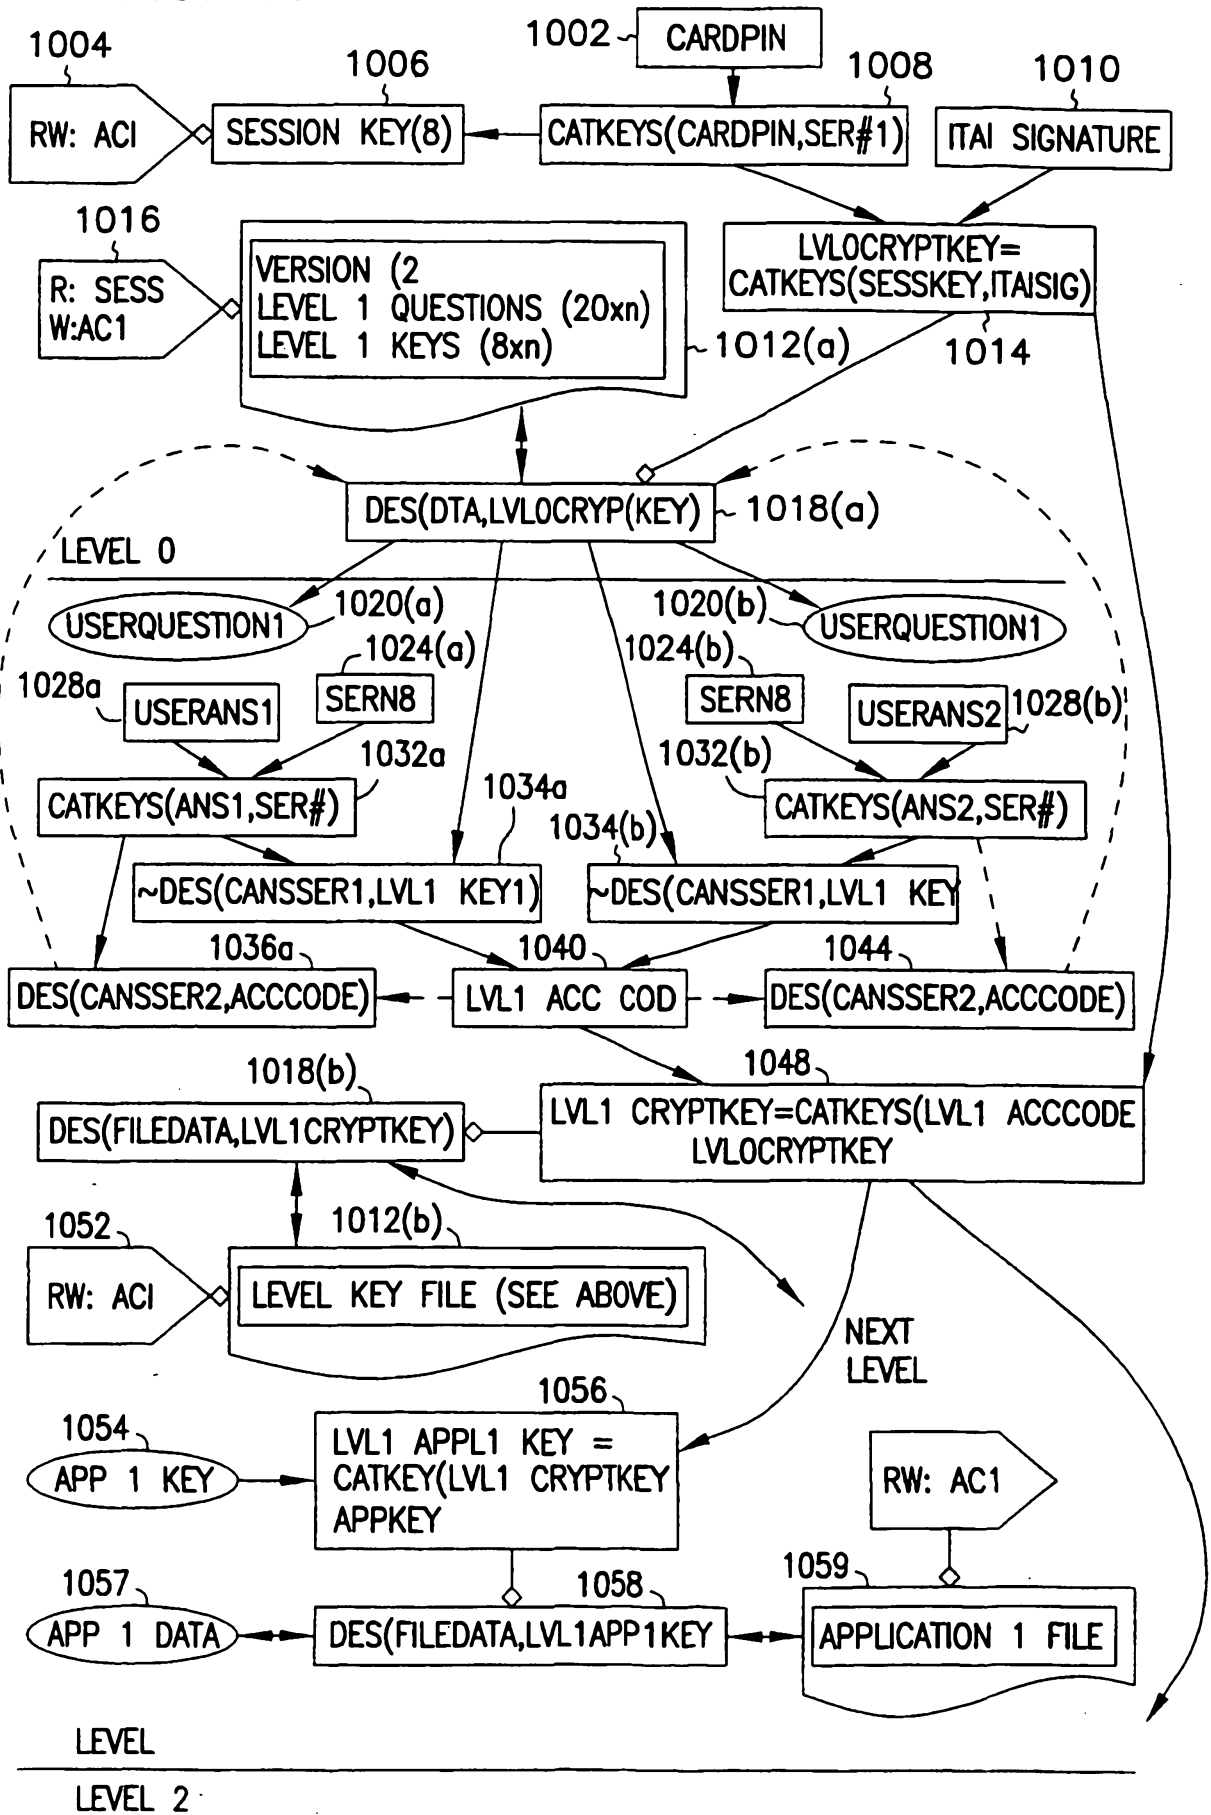 1002
CARDPIN
1004
1006
1008
1010
RW: ACI
SESSION KEY(8)
CATKEYS(CARDPIN,SER#1)
ITAI SIGNATURE
1016
R: SESS
W:AC1
VERSION (2
LEVEL 1 QUESTIONS (20xn)
LEVEL 1 KEYS (8xn)
1012(a)
LVLOCRYPTKEY=
CATKEYS(SESSKEY,ITAISIG)
1014
DES(DTA,LVLOCRYP(KEY)
1018(a)
LEVEL 0
USERQUESTION1
1020(a)
1020(b)
USERQUESTION1
1024(a)
1024(b)
1028a
USERANS1
SERN8
SERN8
USERANS2
1028(b)
1032a
1032(b)
CATKEYS(ANS1,SER#)
CATKEYS(ANS2,SER#)
1034a
1034(b)
~DES(CANSSER1,LVL1 KEY1)
~DES(CANSSER1,LVL1 KEY
1036a
1040
1044
DES(CANSSER2,ACCCODE)
LVL1 ACC COD
DES(CANSSER2,ACCCODE)
1018(b)
1048
DES(FILEDATA,LVL1CRYPTKEY)
LVL1 CRYPTKEY=CATKEYS(LVL1 ACCCODE
LVLOCRYPTKEY
1052
1012(b)
RW: ACI
LEVEL KEY FILE (SEE ABOVE)
NEXT
LEVEL
1054
1056
APP 1 KEY
LVL1 APPL1 KEY =
CATKEY(LVL1 CRYPTKEY
APPKEY
RW: AC1
1057
1058
1059
APP 1 DATA
DES(FILEDATA,LVL1APP1KEY
APPLICATION 1 FILE
LEVEL
LEVEL 2